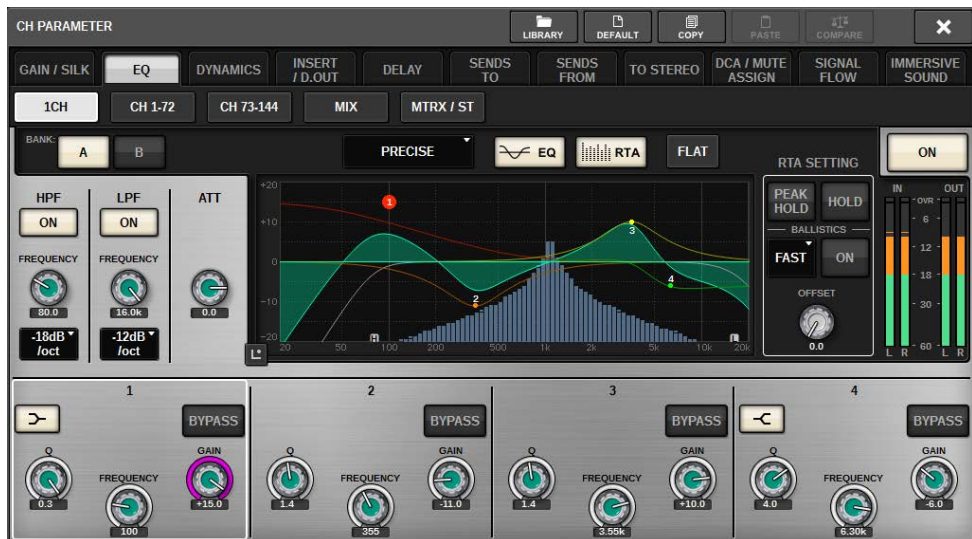 CH PARAMETER
LIBRARY
DEFAULT
COPY
PASTE
COMPARE
GAIN / SILK
EQ
DYNAMICS
INSERT
/ D.OUT
DELAY
SENDS
TO
SENDS
FROM
TO STEREO
DCA / MUTE
ASSIGN
SIGNAL
FLOW
IMMERSIVE
SOUND
1CH
CH 1-72
CH 73-144
MIX
MTRX / ST
BANK:
A
B
PRECISE
EQ
RTA
FLAT
RTA SETTING
ON
HPF
LPF
ATT
ON
ON
FREQUENCY
FREQUENCY
80.0
16.0k
0.0
-18dB
/oct
-12dB
/oct
+20
+10
0
-10
-20
1
2
3
4
H
L
20 50 100 200 500 1k 2k 5k 10k 20k
PEAK
HOLD
HOLD
BALLISTICS
FAST
ON
OFFSET
0.0
IN OUT
OVR
6
12
18
30
60
L R L R
1
2
3
4
BYPASS
BYPASS
BYPASS
BYPASS
Q
FREQUENCY
GAIN
0.3
100
+15.0
Q
FREQUENCY
GAIN
1.4
355
-11.0
Q
FREQUENCY
GAIN
1.4
3.55k
+10.0
Q
FREQUENCY
GAIN
4.0
6.30k
-6.0